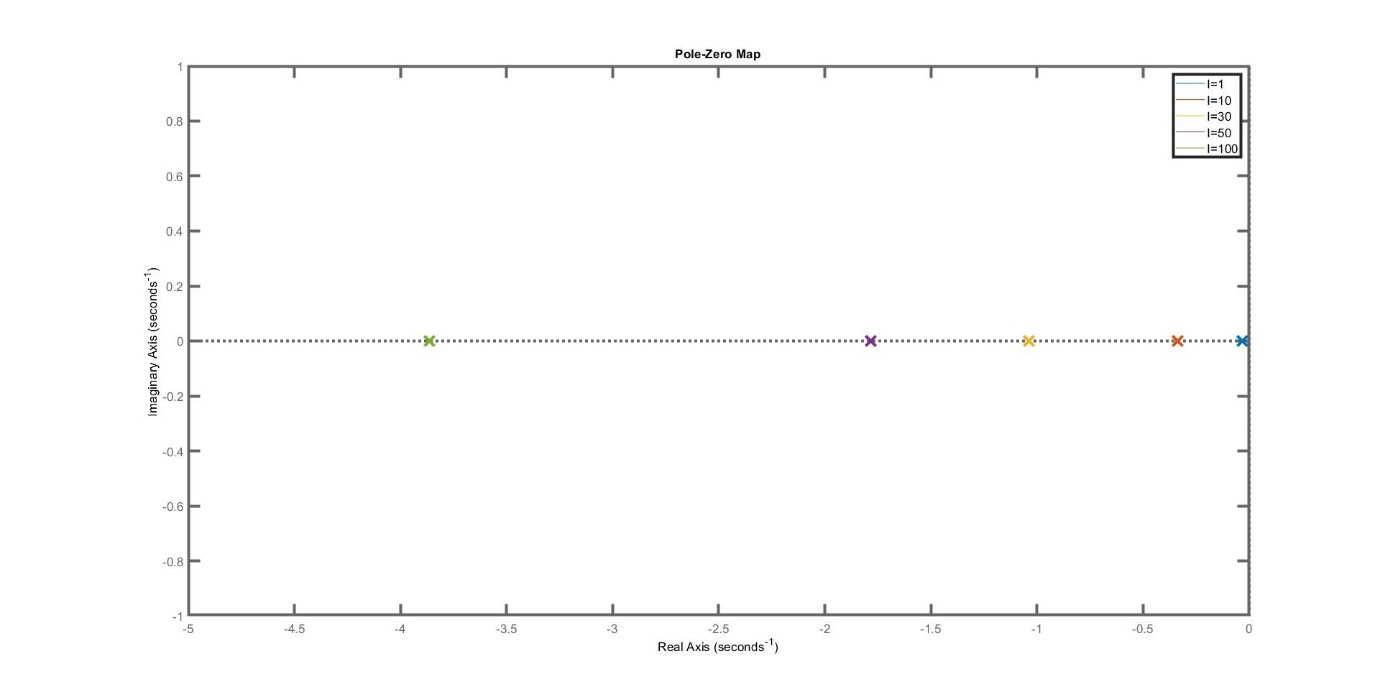 Pole-Zero Map
1
0.8
0.6
0.4
0.2
0
-0.2
-0.4
-0.6
-0.8
-1
Imaginary Axis (seconds⁻¹)
I=1
I=10
I=30
I=50
I=100
-5 -4.5 -4 -3.5 -3 -2.5 -2 -1.5 -1 -0.5 0
Real Axis (seconds⁻¹)